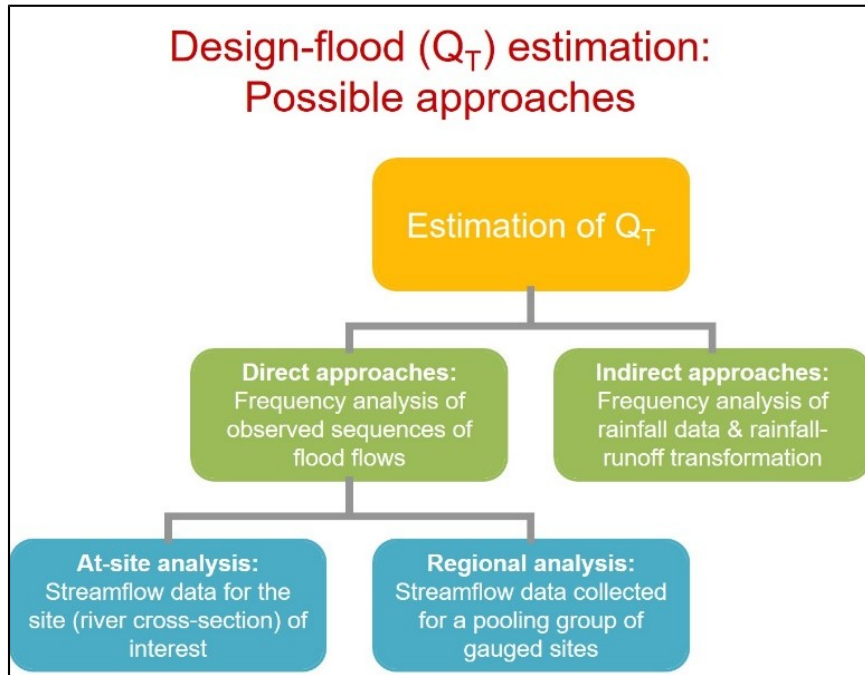 Design-flood (Q_T) estimation:
Possible approaches
Estimation of Q_T
Direct approaches:
Frequency analysis of
observed sequences of
flood flows
Indirect approaches:
Frequency analysis of
rainfall data & rainfall-
runoff transformation
At-site analysis:
Streamflow data for the
site (river cross-section) of
interest
Regional analysis:
Streamflow data collected
for a pooling group of
gauged sites